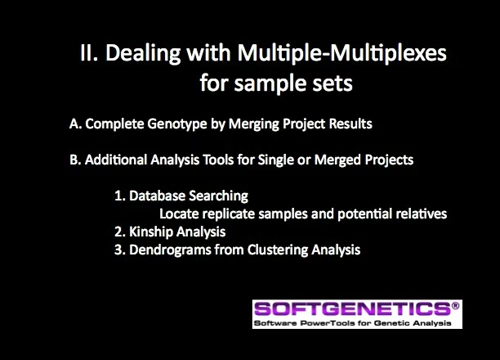 II. Dealing with Multiple-Multiplexes
for sample sets
A. Complete Genotype by Merging Project Results
B. Additional Analysis Tools for Single or Merged Projects
1. Database Searching
Locate replicate samples and potential relatives
2. Kinship Analysis
3. Dendrograms from Clustering Analysis
SOFTGENETICS®
Software PowerTools for Genetic Analysis